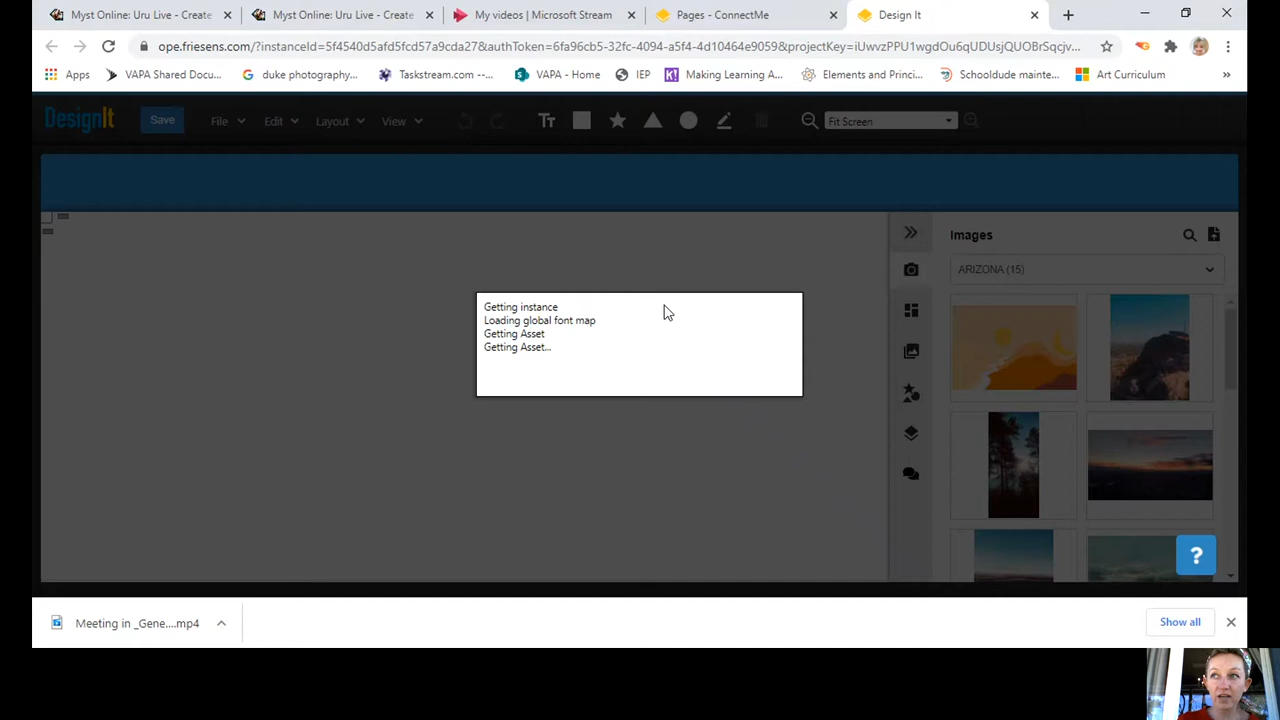 Myst Online: Uru Live - Create
Myst Online: Uru Live - Create
My videos | Microsoft Stream
Pages - ConnectMe
Design It
ope.friesens.com/?instanceId=5f4540d5afd5fcd57a9cda27&authToken=6fa96cb5-32fc-4094-a5f4-4d10464e9059&projectKey=iUwvzPPU1wgdOu6qUDUsjQUOBrSqcjv...
Apps
VAPA Shared Docu...
duke photography...
Taskstream.com --...
VAPA - Home
IEP
Making Learning A...
Elements and Princi...
Schooldude mainte...
Art Curriculum
DesignIt
Save
File
Edit
Layout
View
Tt
Fit Screen
Images
ARIZONA (15)
Getting instance
Loading global font map
Getting Asset
Getting Asset...
?
Meeting in _Gene....mp4
Show all